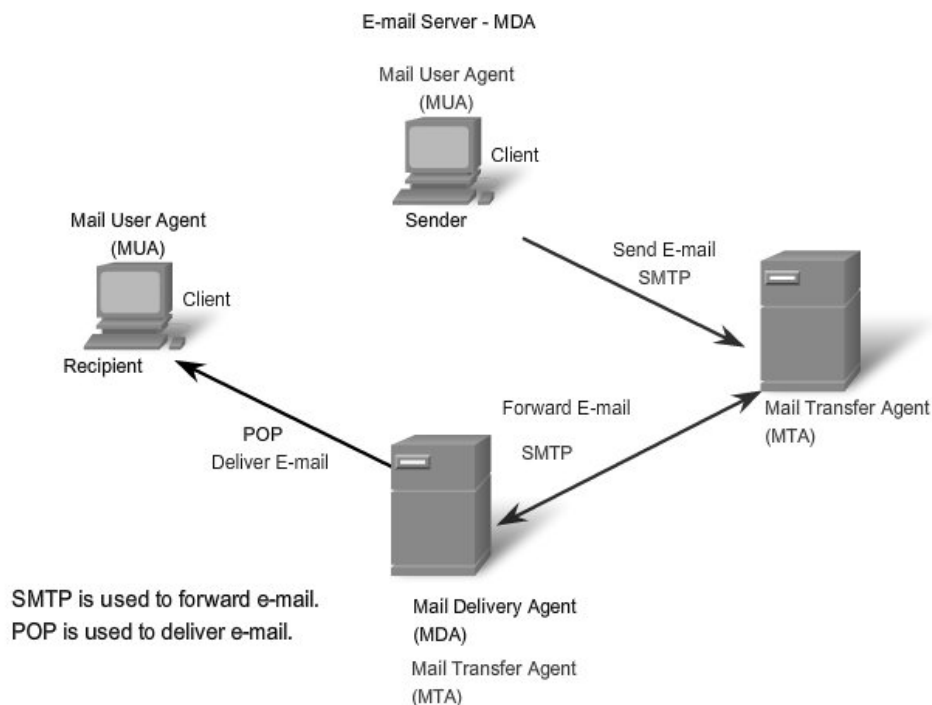 E-mail Server - MDA
Mail User Agent
(MUA)
Client
Sender
Mail User Agent
(MUA)
Client
Recipient
Send E-mail
SMTP
Mail Transfer Agent
(MTA)
Forward E-mail
SMTP
POP
Deliver E-mail
Mail Delivery Agent
(MDA)
Mail Transfer Agent
(MTA)
SMTP is used to forward e-mail.
POP is used to deliver e-mail.